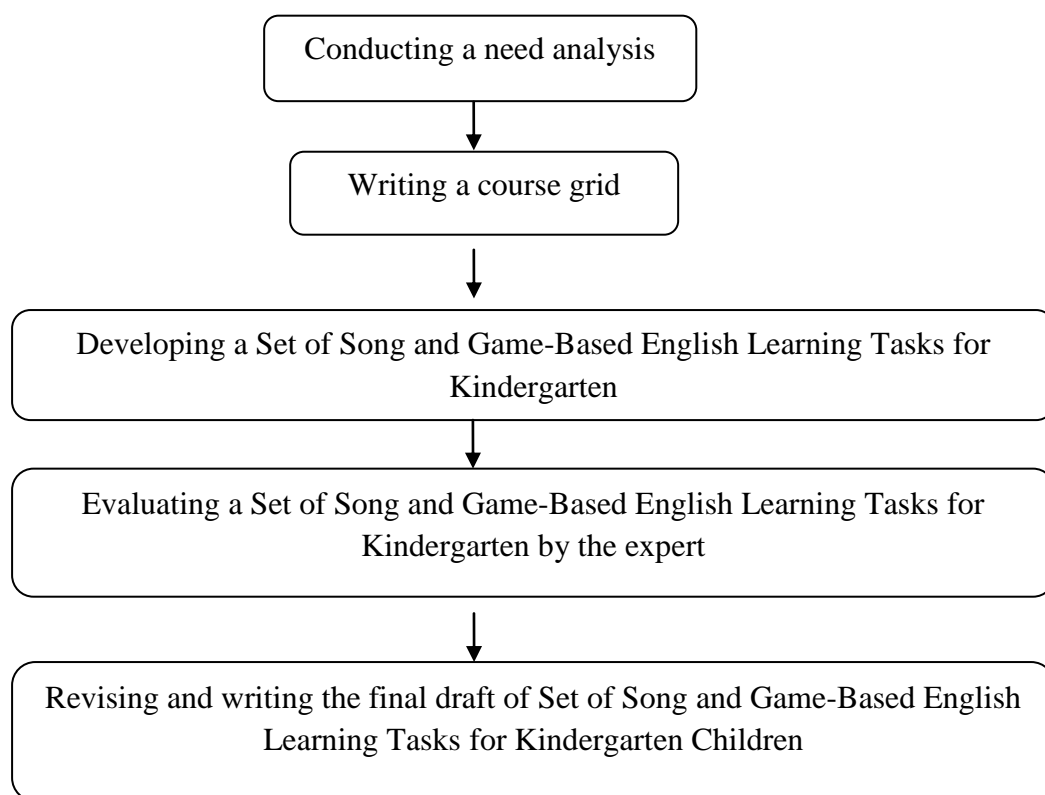 Conducting a need analysis
Writing a course grid
Developing a Set of Song and Game-Based English Learning Tasks for
Kindergarten
Evaluating a Set of Song and Game-Based English Learning Tasks for
Kindergarten by the expert
Revising and writing the final draft of Set of Song and Game-Based English
Learning Tasks for Kindergarten Children